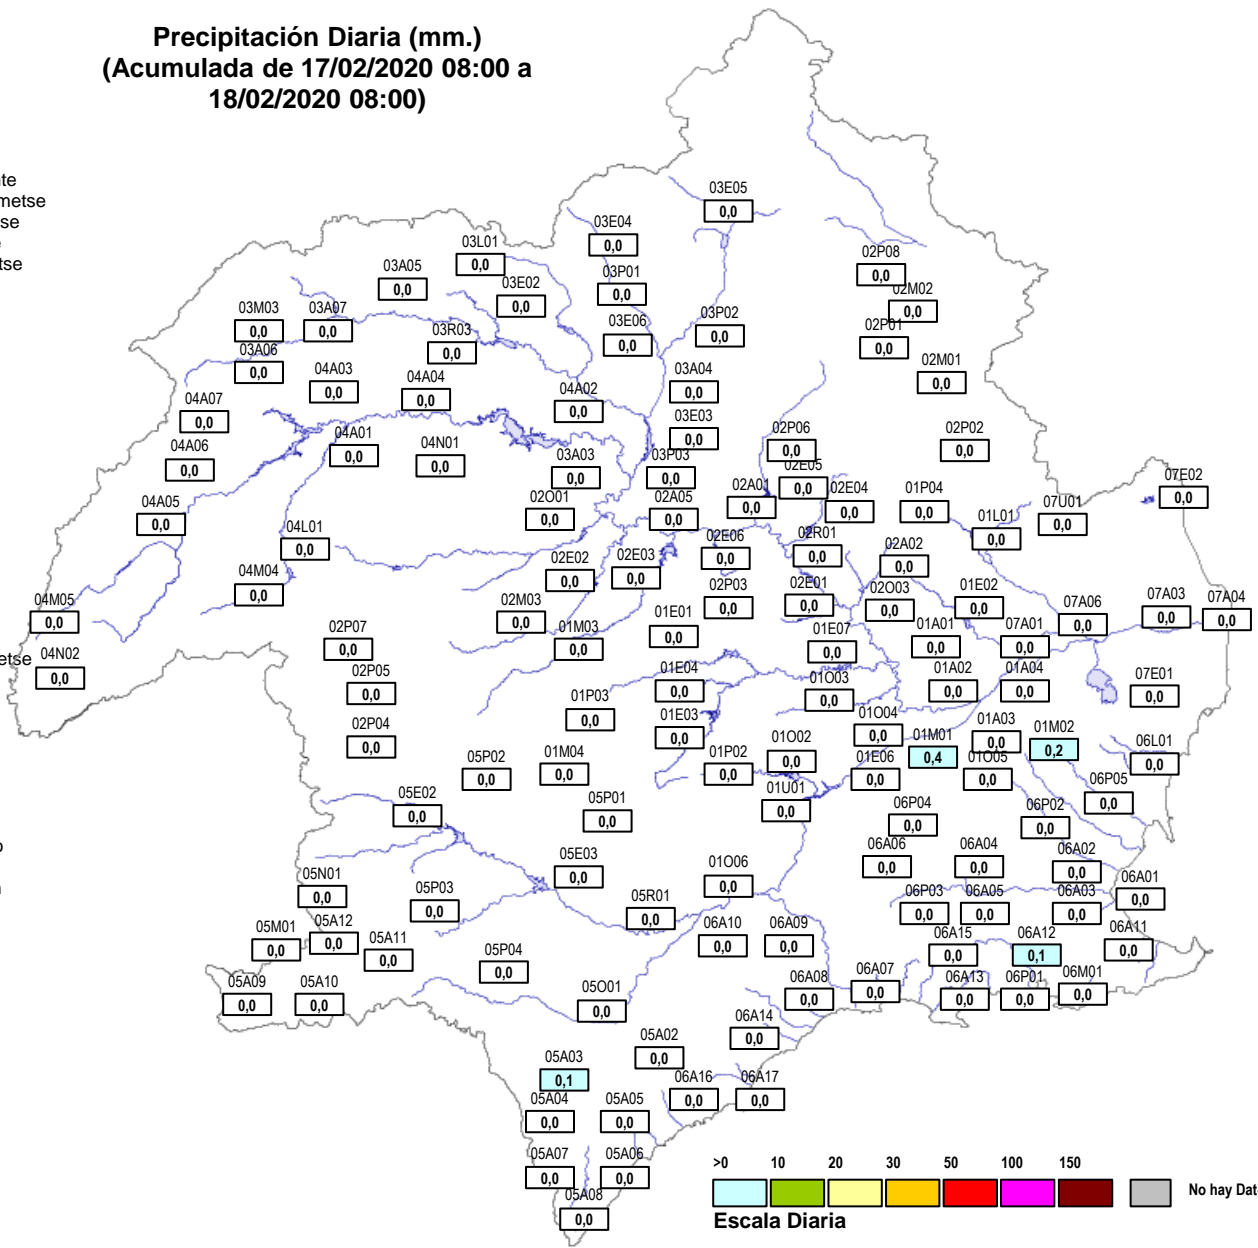 Precipitación Diaria (mm.)
(Acumulada de 17/02/2020 08:00 a
18/02/2020 08:00)
te
metse
se
tse
03E05
0,0
03E04
0,0
03L01
0,0
02P08
0,0
03A05
0,0
03P01
0,0
03E02
0,0
02M02
0,0
03M03
0,0
03A07
0,0
03P02
0,0
03E06
0,0
03R03
0,0
02P01
0,0
03A06
0,0
02M01
0,0
04A03
0,0
04A04
0,0
03A04
0,0
04A02
0,0
04A07
0,0
03E03
0,0
04A01
0,0
02P06
0,0
02P02
0,0
04A06
0,0
04N01
0,0
03A03
0,0
03P03
0,0
02E05
0,0
07E02
0,0
02A01
0,0
02E04
0,0
01P04
0,0
04A05
0,0
02O01
0,0
02A05
0,0
07U01
0,0
01L01
0,0
04L01
0,0
02E06
0,0
02R01
0,0
02A02
0,0
02E02
0,0
02E03
0,0
04M04
0,0
02P03
0,0
02E01
0,0
02O03
0,0
01E02
0,0
07A03
0,0
07A04
0,0
04M05
0,0
02M03
0,0
07A06
0,0
01E01
0,0
02P07
0,0
01M03
0,0
01E07
0,0
01A01
0,0
07A01
0,0
etse
04N02
0,0
02P05
0,0
01E04
0,0
01O03
0,0
01A02
0,0
01A04
0,0
07E01
0,0
01P03
0,0
02P04
0,0
01E03
0,0
01O04
0,0
01M01
0,4
01A03
0,0
01M02
0,2
01O02
0,0
06L01
0,0
05P02
0,0
01M04
0,0
01P02
0,0
01E06
0,0
01O05
0,0
05E02
0,0
05P01
0,0
01U01
0,0
06P05
0,0
06P04
0,0
06P02
0,0
05E03
0,0
01O06
0,0
06A06
0,0
06A04
0,0
06A02
0,0
05N01
0,0
05P03
0,0
05R01
0,0
06P03
0,0
06A05
0,0
06A03
0,0
06A01
0,0
05M01
0,0
05A12
0,0
05A11
0,0
06A10
0,0
06A09
0,0
06A15
0,0
06A12
0,1
06A11
0,0
05P04
0,0
05A09
0,0
05A10
0,0
05O01
0,0
06A08
0,0
06A07
0,0
06A13
0,0
06P01
0,0
06M01
0,0
06A14
0,0
05A02
0,0
05A03
0,1
06A16
0,0
06A17
0,0
05A04
0,0
05A05
0,0
05A07
0,0
05A06
0,0
05A08
0,0
>0 10 20 30 50 100 150
No hay Dat
Escala Diaria